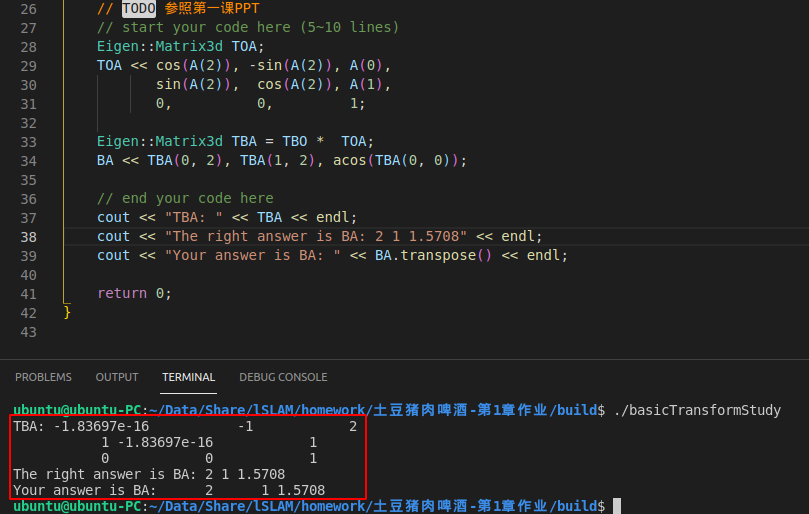 26 // TODO 参照第一课PPT
27 // start your code here (5~10 lines)
28 Eigen::Matrix3d TOA;
29 TOA << cos(A(2)), -sin(A(2)), A(0),
30 sin(A(2)), cos(A(2)), A(1),
31 0, 0, 1;
32
33 Eigen::Matrix3d TBA = TBO * TOA;
34 BA << TBA(0, 2), TBA(1, 2), acos(TBA(0, 0));
35
36 // end your code here
37 cout << "TBA: " << TBA << endl;
38 cout << "The right answer is BA: 2 1 1.5708" << endl;
39 cout << "Your answer is BA: " << BA.transpose() << endl;
40
41 return 0;
42 }
43
PROBLEMS OUTPUT TERMINAL DEBUG CONSOLE
ubuntu@ubuntu-PC:~/Data/Share/lSLAM/homework/土豆猪肉啤酒-第1章作业/build$ ./basicTransformStudy
TBA: -1.83697e-16 -1 2
1 -1.83697e-16 1
0 0 1
The right answer is BA: 2 1 1.5708
Your answer is BA: 2 1 1.5708
ubuntu@ubuntu-PC:~/Data/Share/lSLAM/homework/土豆猪肉啤酒-第1章作业/build$